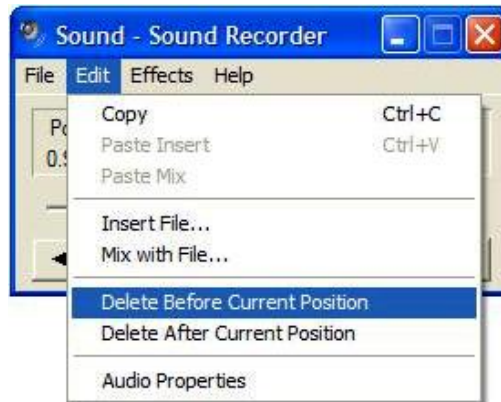 Sound - Sound Recorder
File Edit Effects Help
Copy Ctrl+C
Paste Insert Ctrl+V
Paste Mix
Insert File...
Mix with File...
Delete Before Current Position
Delete After Current Position
Audio Properties